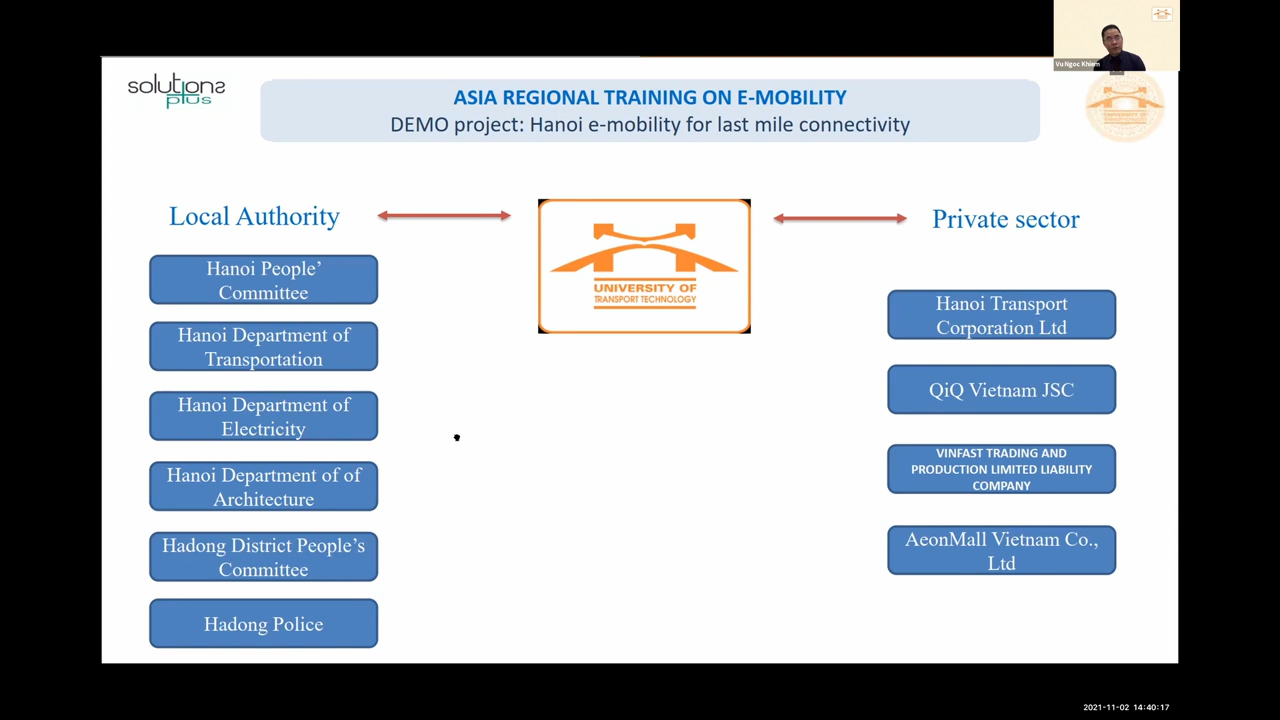 Vu Ngoc Khiem
solutions
plus
ASIA REGIONAL TRAINING ON E-MOBILITY
DEMO project: Hanoi e-mobility for last mile connectivity
Local Authority
Hanoi People’
Committee
Hanoi Department of
Transportation
Hanoi Department of
Electricity
Hanoi Department of of
Architecture
Hadong District People’s
Committee
Hadong Police
UNIVERSITY OF
TRANSPORT TECHNOLOGY
Private sector
Hanoi Transport
Corporation Ltd
QiQ Vietnam JSC
VINFAST TRADING AND
PRODUCTION LIMITED LIABILITY
COMPANY
AeonMall Vietnam Co.,
Ltd
2021-11-02 14:40:17